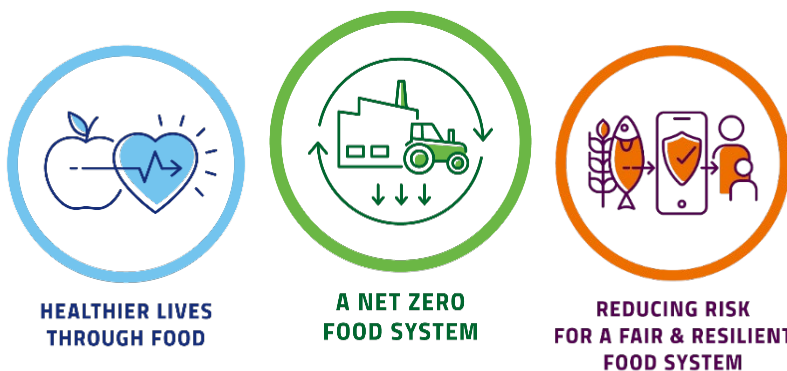 HEALTHIER LIVES
THROUGH FOOD
A NET ZERO
FOOD SYSTEM
REDUCING RISK
FOR A FAIR & RESILIENT
FOOD SYSTEM